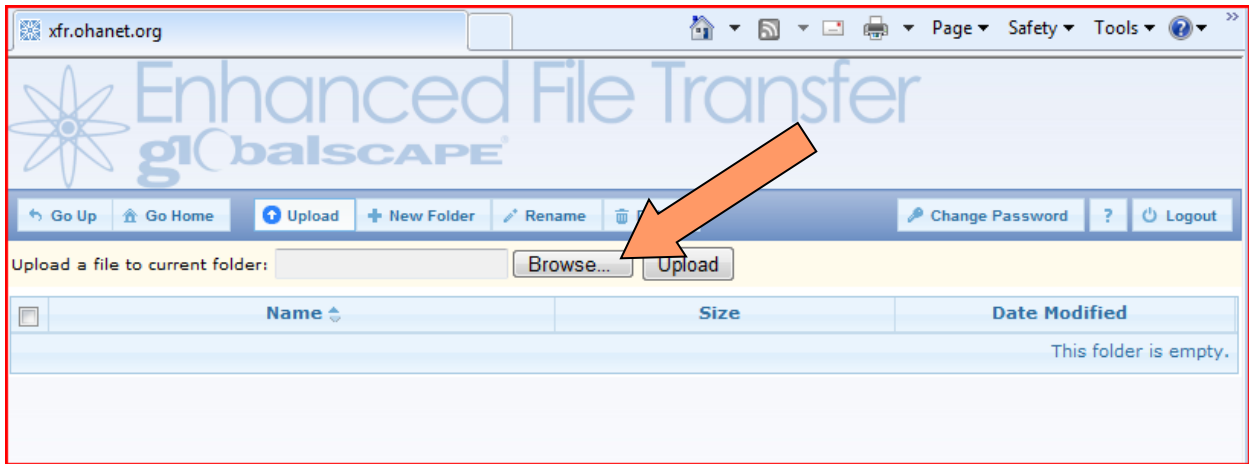 xfr.ohanet.org Page Safety Tools »
Enhanced File Transfer
globalSCAPE®
Go Up Go Home Upload New Folder Rename Change Password ? Logout
Upload a file to current folder: Browse... Upload
Name Size Date Modified
This folder is empty.